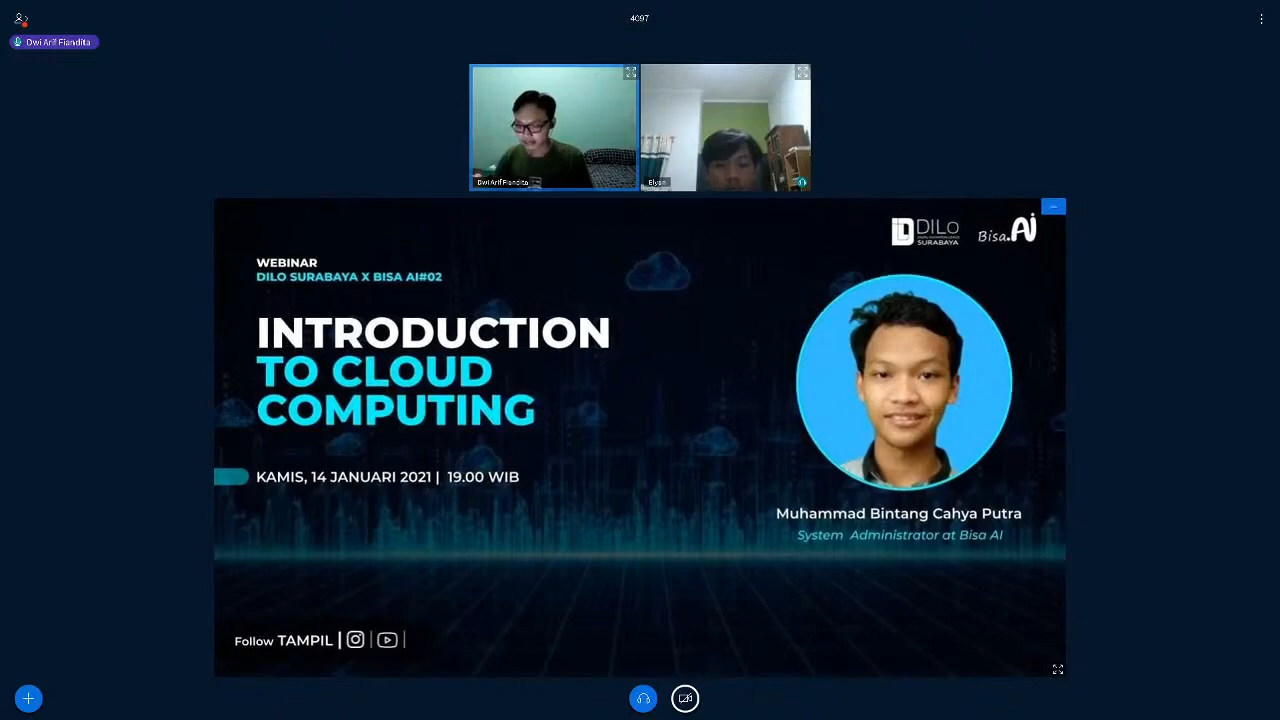 4097
Dwi Arif Fiandita
Dwi Arif Fiandita
Elyan
DILo
SURABAYA
Bisa.AI
WEBINAR
DILO SURABAYA X BISA AI#02
INTRODUCTION
TO CLOUD
COMPUTING
KAMIS, 14 JANUARI 2021 | 19.00 WIB
Muhammad Bintang Cahya Putra
System Administrator at Bisa AI
Follow TAMPIL